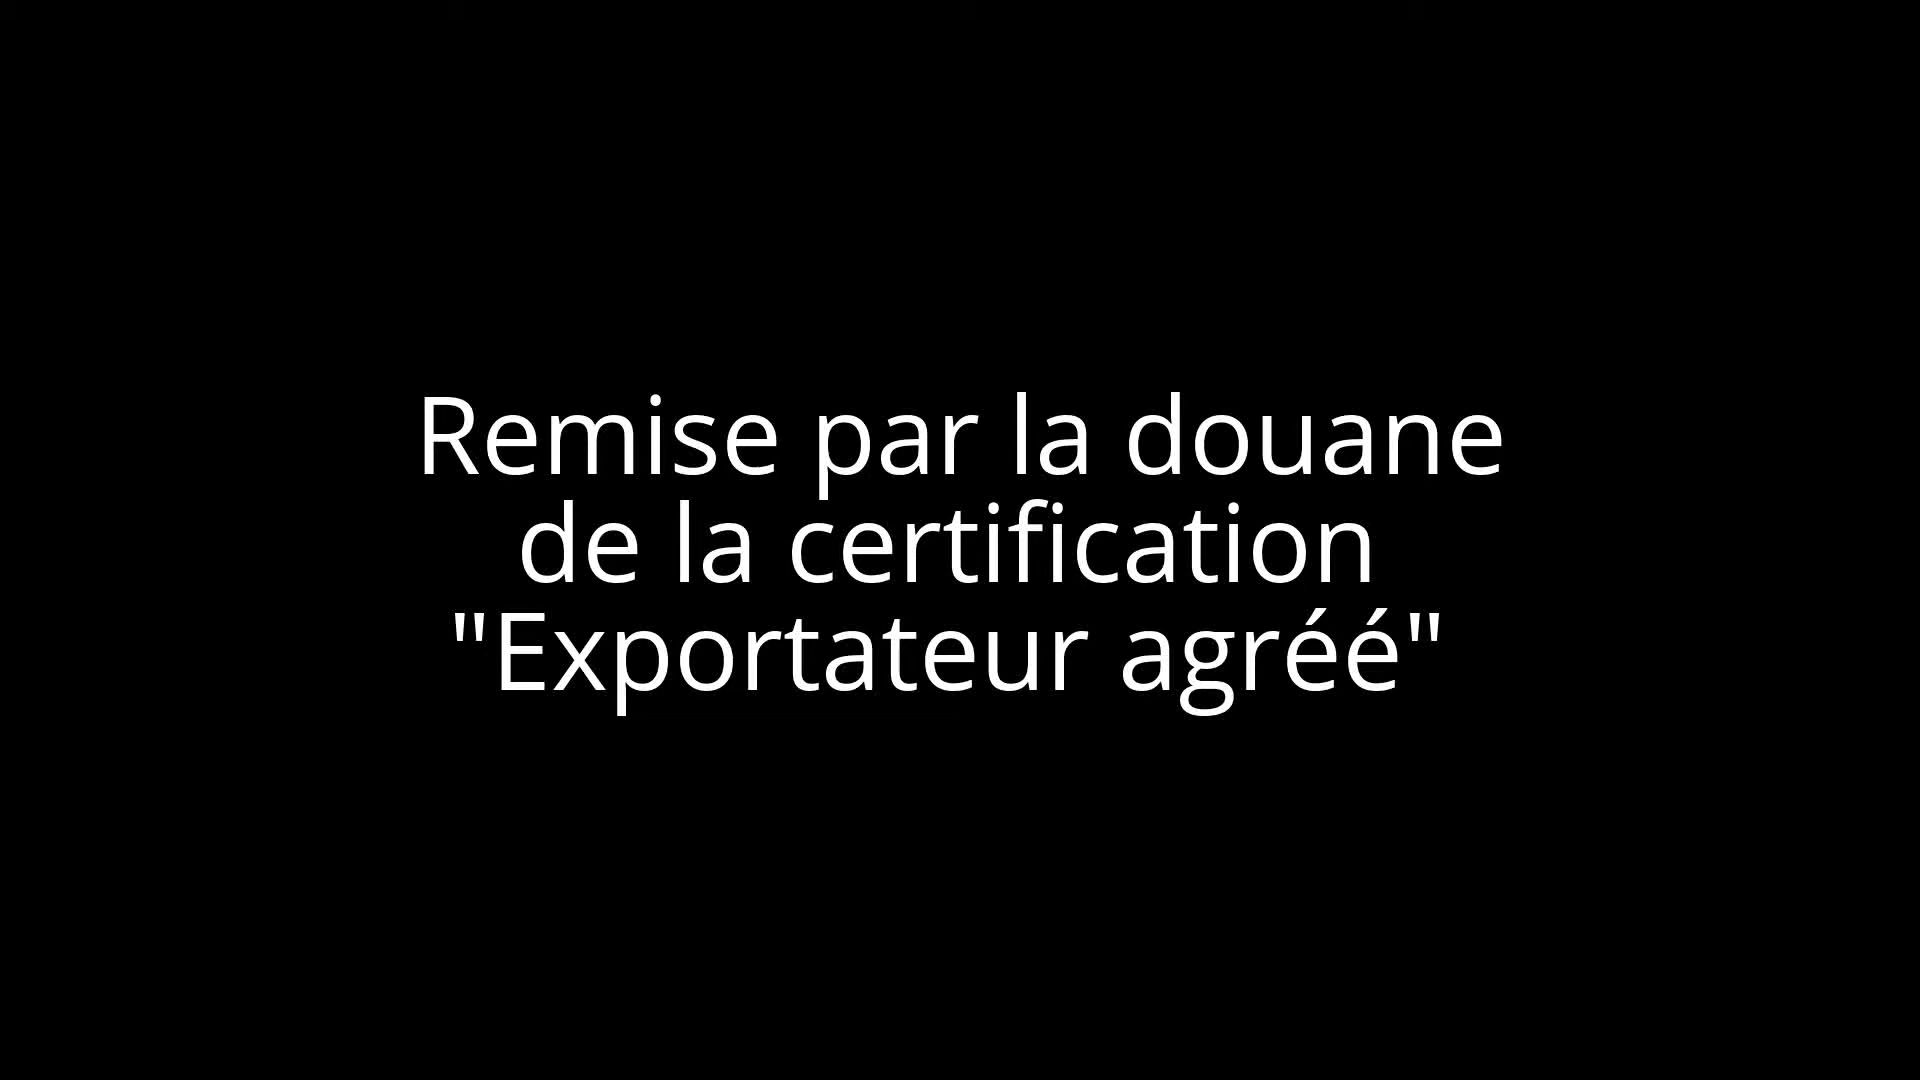 Remise par la douane
de la certification
"Exportateur agréé"